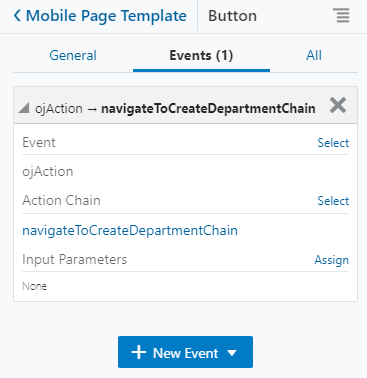 Mobile Page Template Button
General Events (1) All
ojAction → navigateToCreateDepartmentChain
Event Select
ojAction
Action Chain Select
navigateToCreateDepartmentChain
Input Parameters Assign
None
New Event